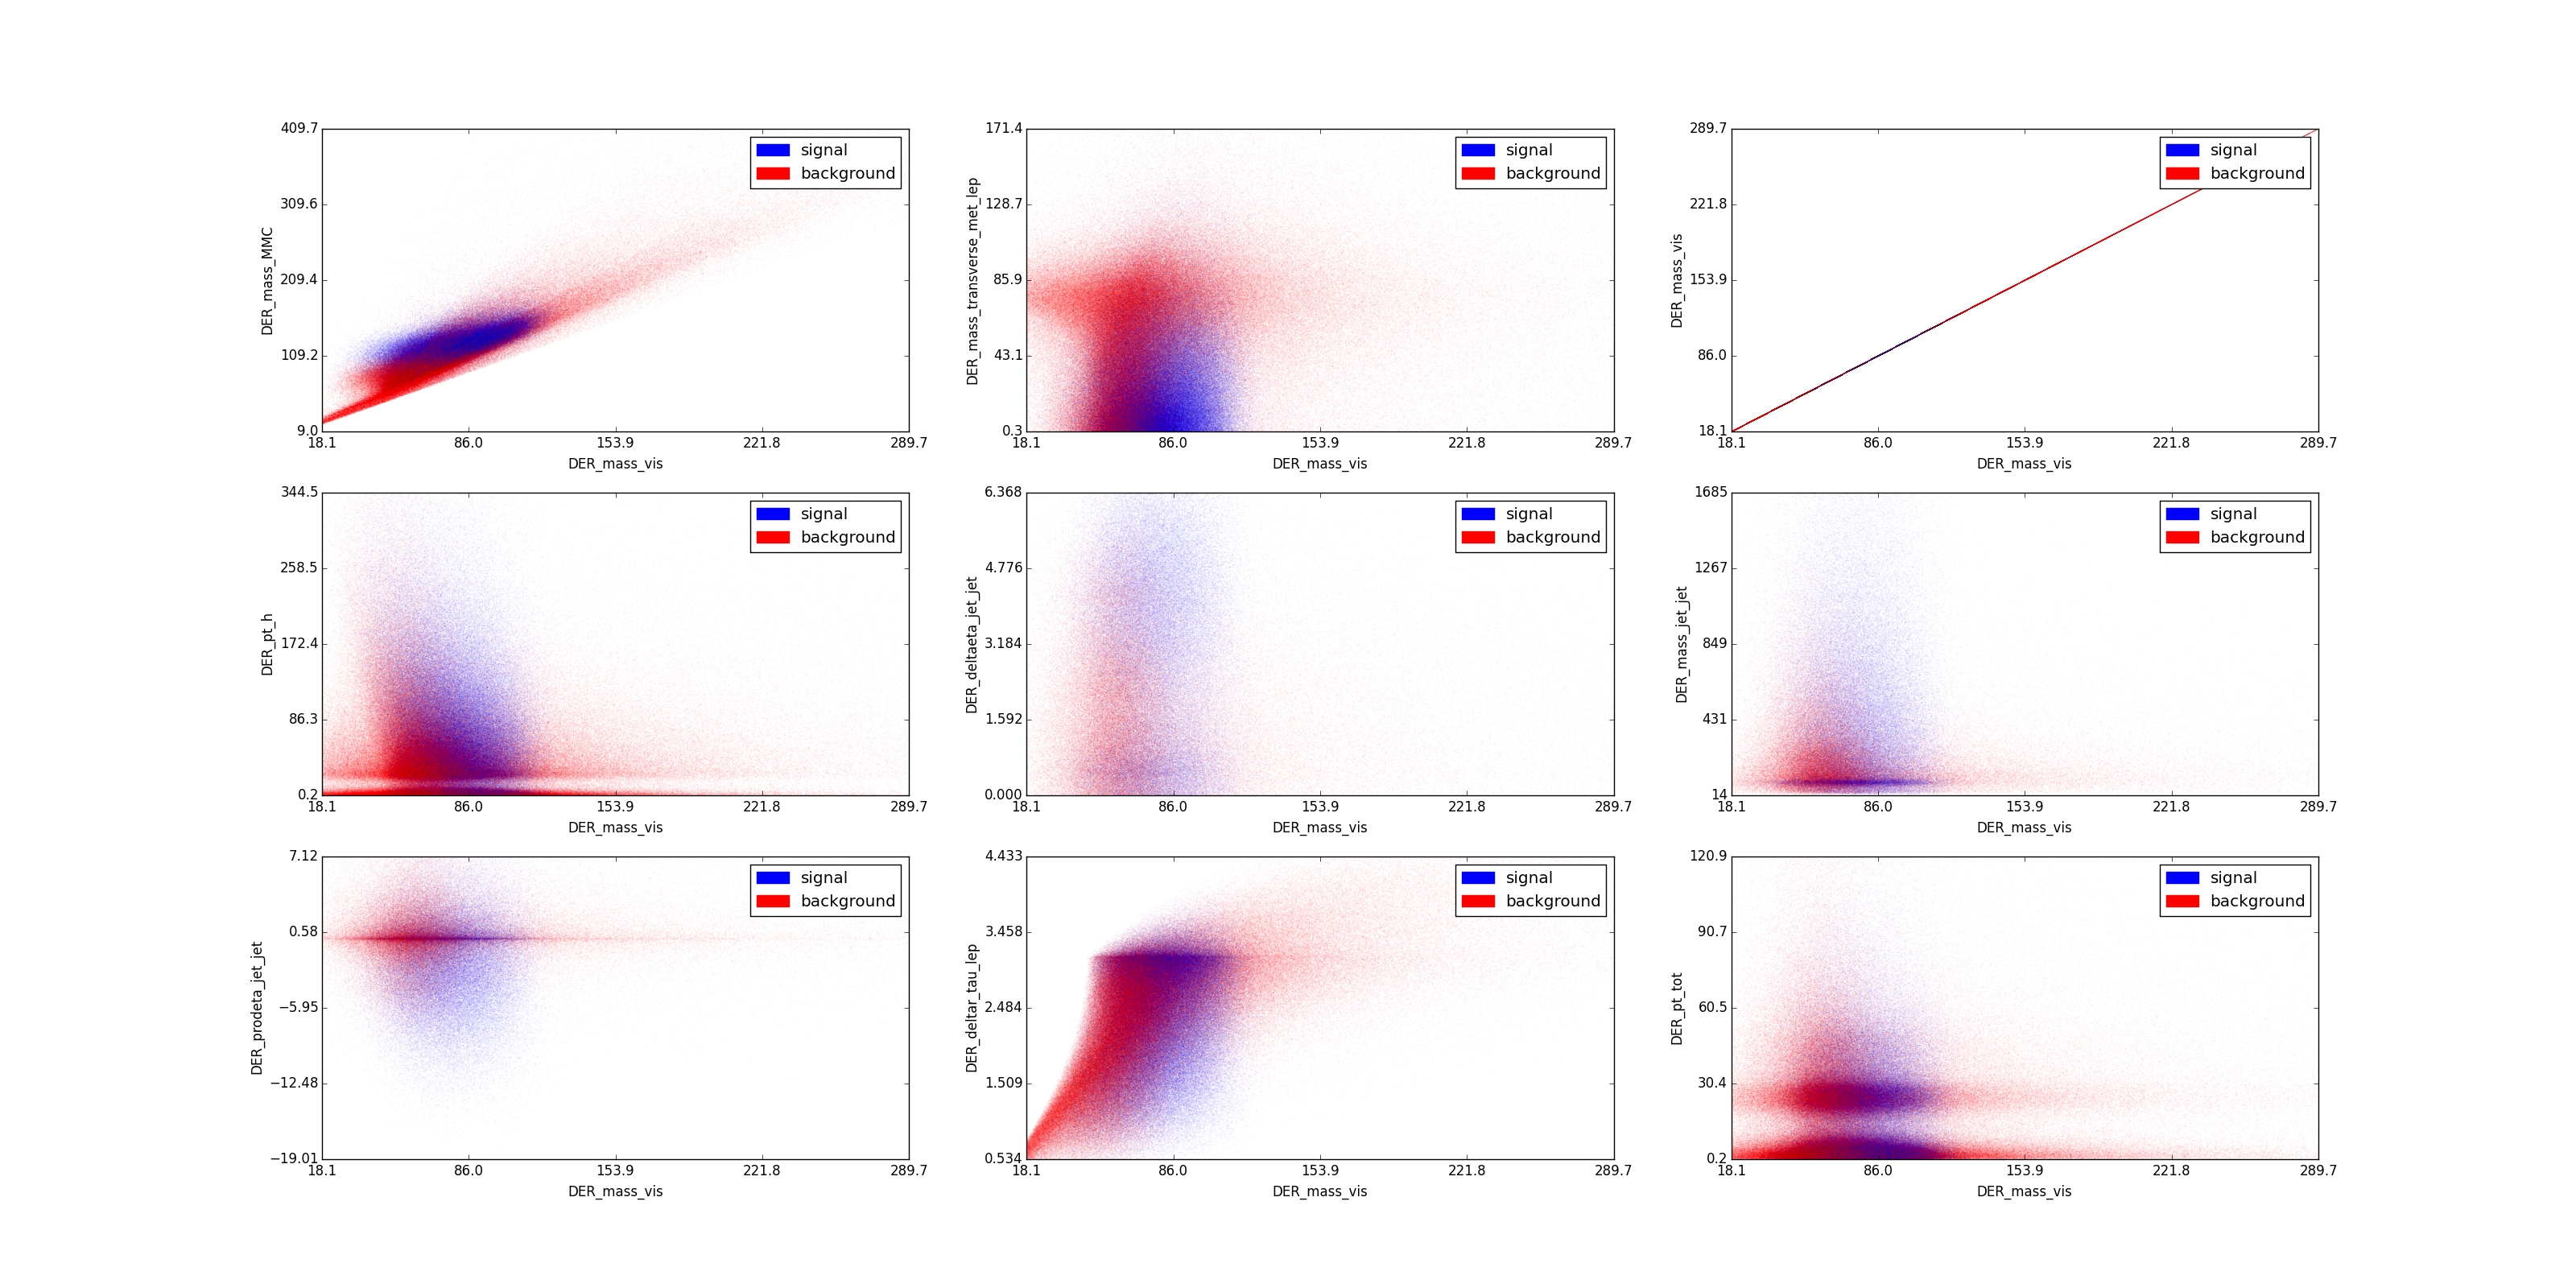 409.7
309.6
209.4
109.2
9.0
DER_mass_MMC
18.1 86.0 153.9 221.8 289.7
DER_mass_vis
signal
background
171.4
128.7
85.9
43.1
0.3
DER_mass_transverse_met_lep
18.1 86.0 153.9 221.8 289.7
DER_mass_vis
signal
background
289.7
221.8
153.9
86.0
18.1
DER_mass_vis
18.1 86.0 153.9 221.8 289.7
DER_mass_vis
signal
background
344.5
258.5
172.4
86.3
0.2
DER_pt_h
18.1 86.0 153.9 221.8 289.7
DER_mass_vis
signal
background
6.368
4.776
3.184
1.592
0.000
DER_deltaeta_jet_jet
18.1 86.0 153.9 221.8 289.7
DER_mass_vis
signal
background
1685
1267
849
431
14
DER_mass_jet_jet
18.1 86.0 153.9 221.8 289.7
DER_mass_vis
signal
background
7.12
0.58
−5.95
−12.48
−19.01
DER_prodeta_jet_jet
18.1 86.0 153.9 221.8 289.7
DER_mass_vis
signal
background
4.433
3.458
2.484
1.509
0.534
DER_deltar_tau_lep
18.1 86.0 153.9 221.8 289.7
DER_mass_vis
signal
background
120.9
90.7
60.5
30.4
0.2
DER_pt_tot
18.1 86.0 153.9 221.8 289.7
DER_mass_vis
signal
background